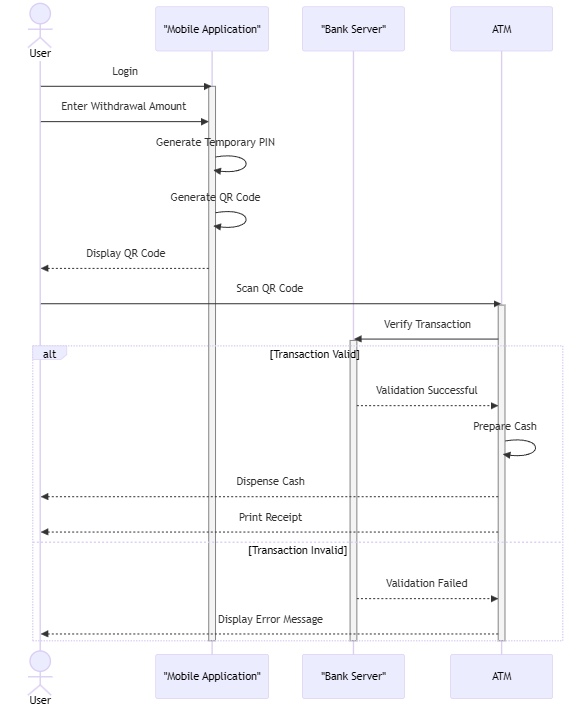 "Mobile Application"
"Bank Server"
ATM
User
Login
Enter Withdrawal Amount
Generate Temporary PIN
Generate QR Code
Display QR Code
Scan QR Code
Verify Transaction
alt
[Transaction Valid]
Validation Successful
Prepare Cash
Dispense Cash
Print Receipt
[Transaction Invalid]
Validation Failed
Display Error Message
"Mobile Application"
"Bank Server"
ATM
User